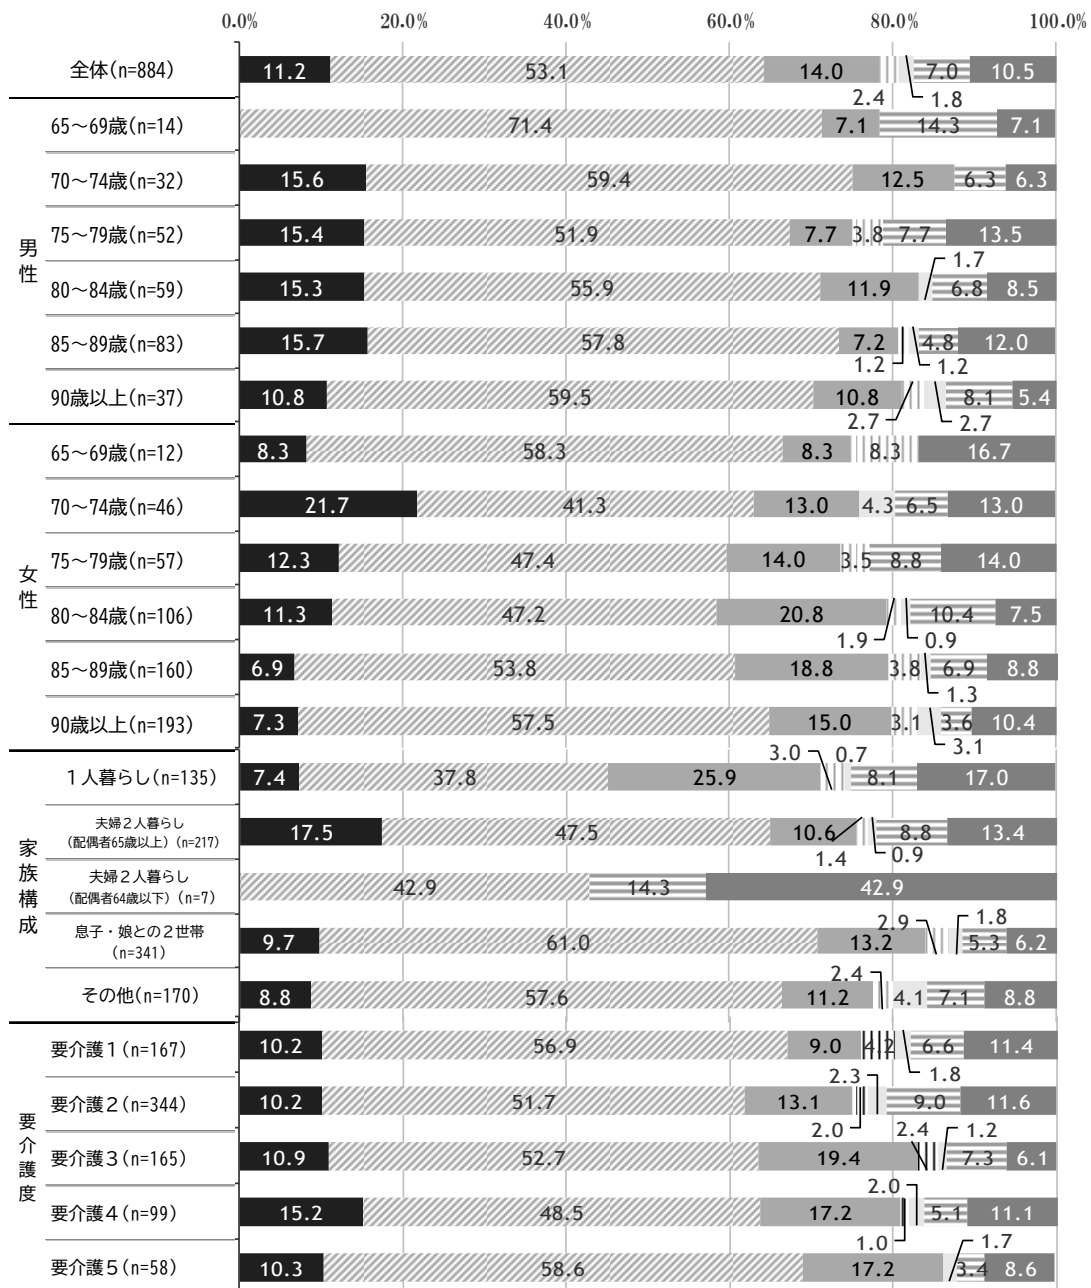 0.0% 20.0% 40.0% 60.0% 80.0% 100.0%
全体(n=884) 11.2 53.1 14.0 2.4 1.8 7.0 10.5
男性
65～69歳(n=14) 71.4 7.1 14.3 7.1
70～74歳(n=32) 15.6 59.4 12.5 6.3 6.3
75～79歳(n=52) 15.4 51.9 7.7 3.8 7.7 13.5
80～84歳(n=59) 15.3 55.9 11.9 1.7 6.8 8.5
85～89歳(n=83) 15.7 57.8 7.2 1.2 1.2 4.8 12.0
90歳以上(n=37) 10.8 59.5 10.8 2.7 2.7 8.1 5.4
女性
65～69歳(n=12) 8.3 58.3 8.3 8.3 16.7
70～74歳(n=46) 21.7 41.3 13.0 4.3 6.5 13.0
75～79歳(n=57) 12.3 47.4 14.0 3.5 8.8 14.0
80～84歳(n=106) 11.3 47.2 20.8 1.9 0.9 10.4 7.5
85～89歳(n=160) 6.9 53.8 18.8 3.8 1.3 6.9 8.8
90歳以上(n=193) 7.3 57.5 15.0 3.1 3.1 3.6 10.4
家族構成
１人暮らし(n=135) 7.4 37.8 25.9 3.0 0.7 8.1 17.0
夫婦２人暮らし
(配偶者65歳以上) (n=217) 17.5 47.5 10.6 1.4 0.9 8.8 13.4
夫婦２人暮らし
(配偶者64歳以下) (n=7) 42.9 14.3 42.9
息子・娘との２世帯
(n=341) 9.7 61.0 13.2 2.9 1.8 5.3 6.2
その他(n=170) 8.8 57.6 11.2 2.4 4.1 7.1 8.8
要介護度
要介護１(n=167) 10.2 56.9 9.0 4.2 1.8 6.6 11.4
要介護２(n=344) 10.2 51.7 13.1 2.0 2.3 9.0 11.6
要介護３(n=165) 10.9 52.7 19.4 2.4 1.2 7.3 6.1
要介護４(n=99) 15.2 48.5 17.2 1.0 2.0 5.1 11.1
要介護５(n=58) 10.3 58.6 17.2 1.7 3.4 8.6